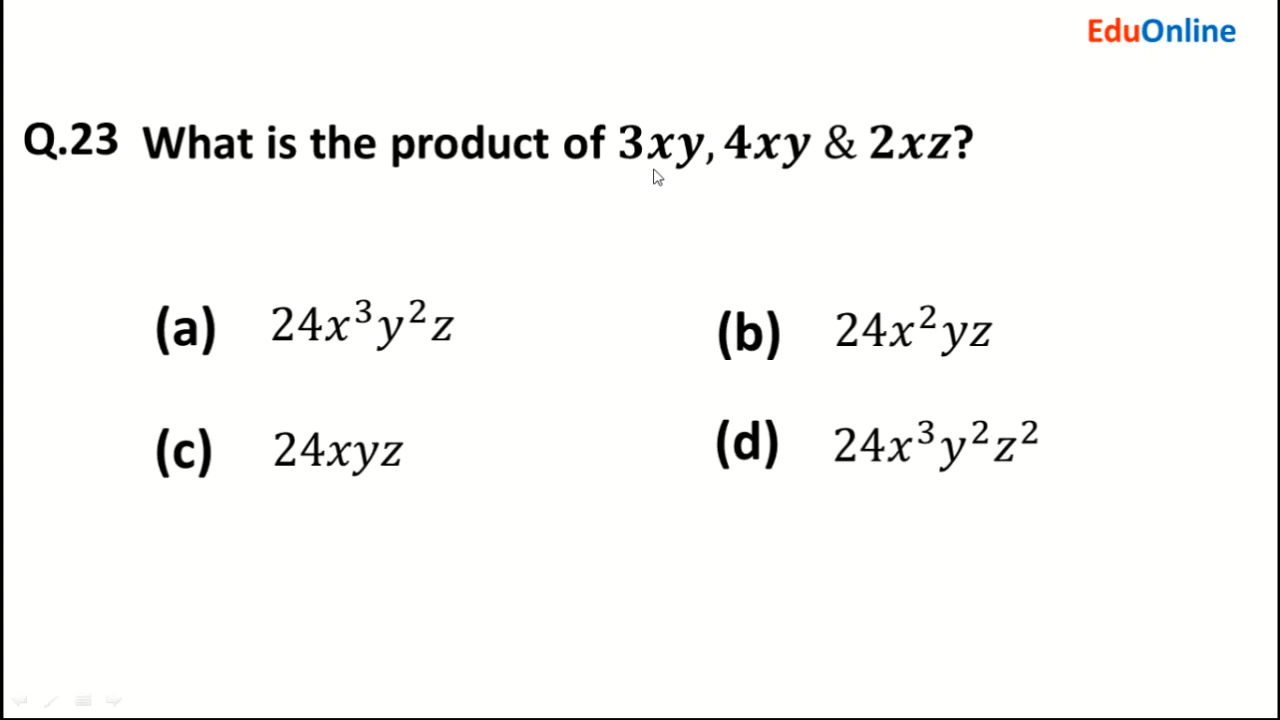 EduOnline
Q.23 What is the product of 3xy, 4xy & 2xz?
(a) 24x³y²z (b) 24x²yz
(c) 24xyz (d) 24x³y²z²